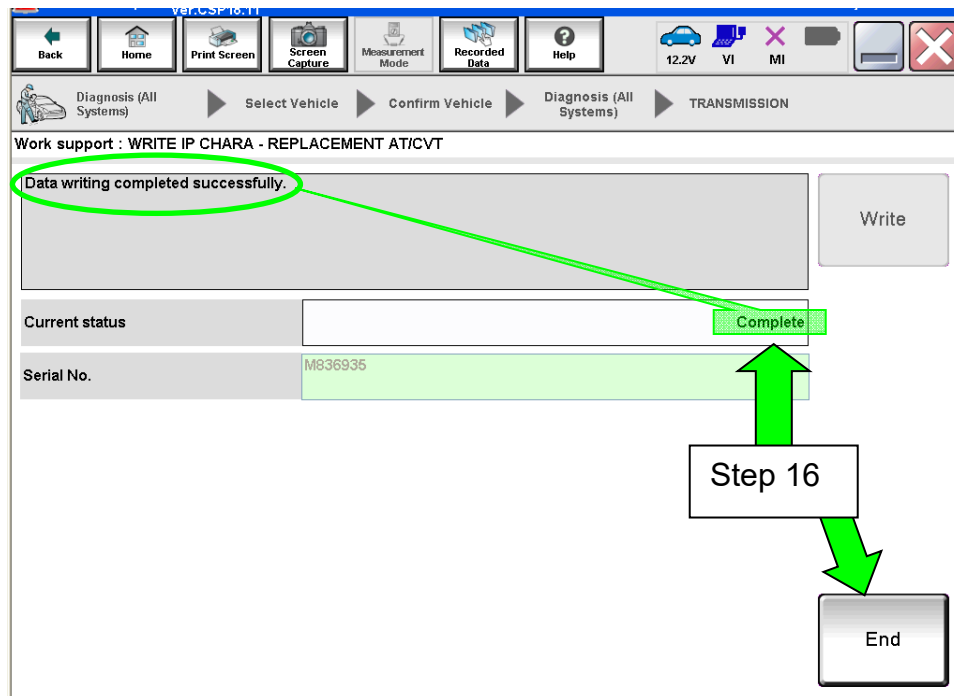 Ver.CSP16.11
Back
Home
Print Screen
Screen
Capture
Measurement
Mode
Recorded
Data
Help
12.2V
VI
MI
Diagnosis (All
Systems)
Select Vehicle
Confirm Vehicle
Diagnosis (All
Systems)
TRANSMISSION
Work support : WRITE IP CHARA - REPLACEMENT AT/CVT
Data writing completed successfully.
Write
Current status
Complete
Serial No.
M836935
Step 16
End